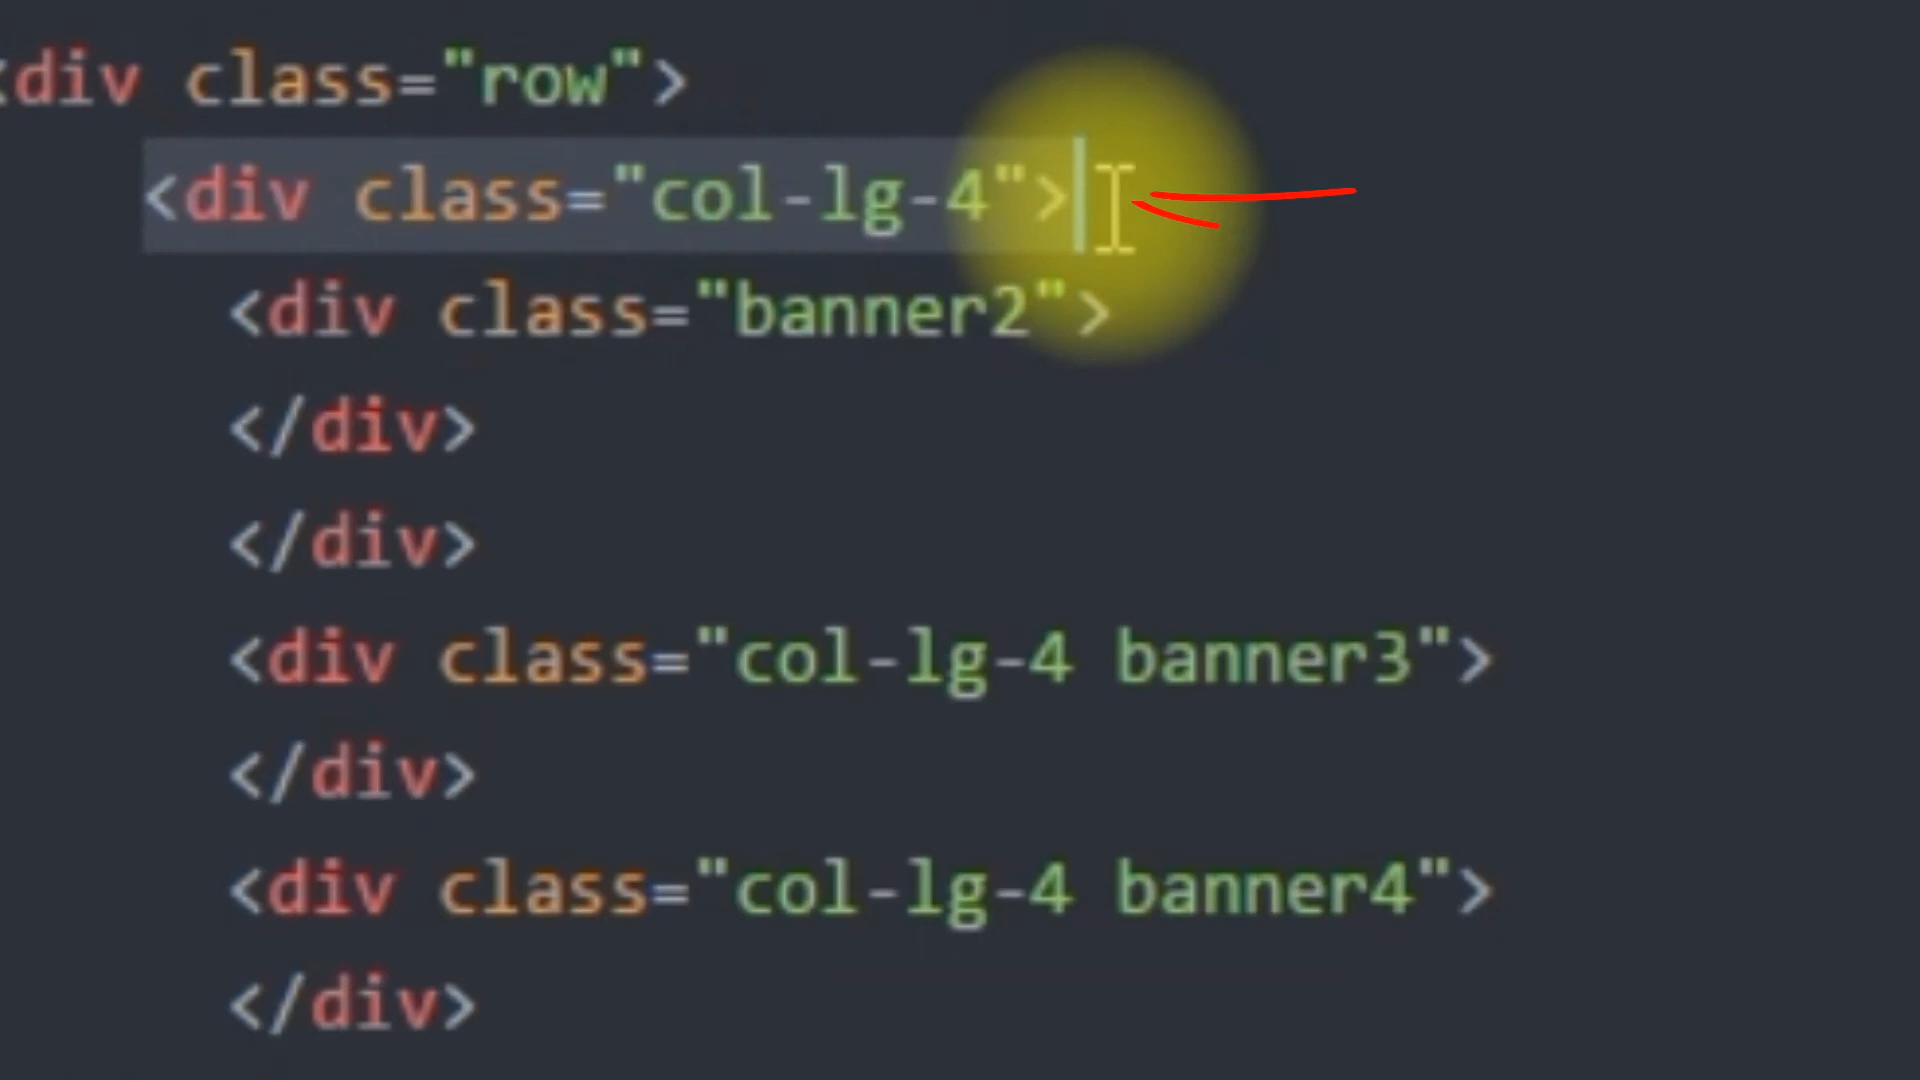 <div class="row">
<div class="col-lg-4">
<div class="banner2">
</div>
</div>
<div class="col-lg-4 banner3">
</div>
<div class="col-lg-4 banner4">
</div>